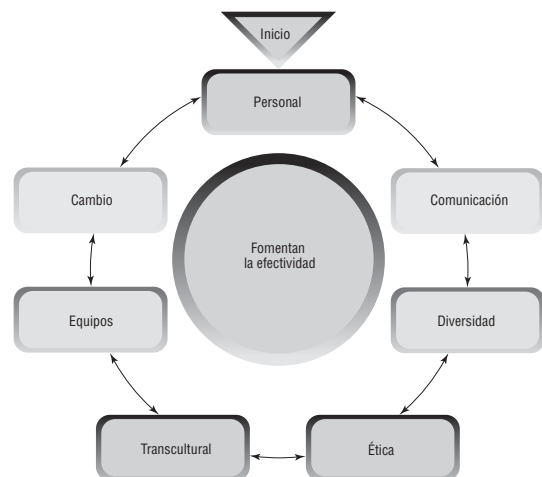 Inicio
Personal
Cambio
Comunicación
Fomentan
la efectividad
Equipos
Diversidad
Transcultural
Ética